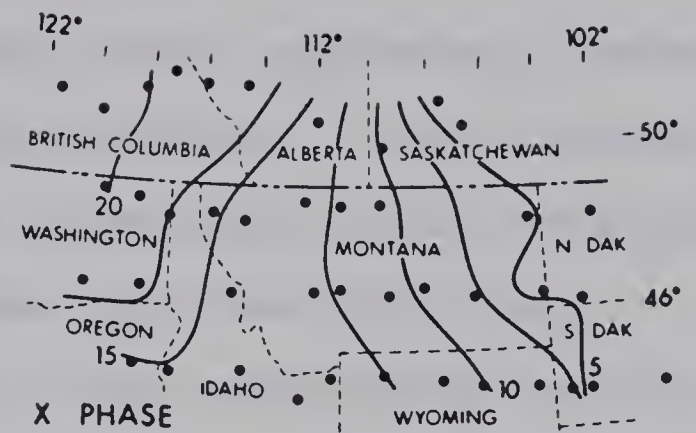 122° 112° 102°
BRITISH COLUMBIA ALBERTA SASKATCHEWAN -50°
20
WASHINGTON MONTANA N DAK
46°
OREGON S DAK
15 5
IDAHO 10
X PHASE WYOMING